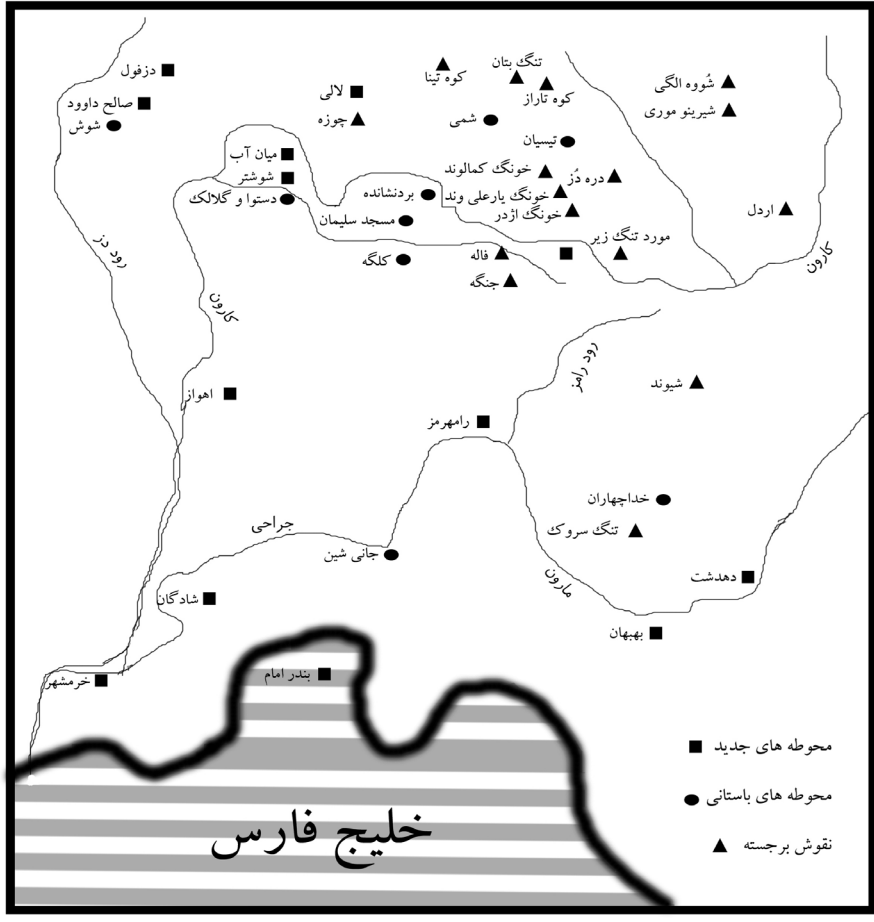 دزفول
صالح داوود
شوش
لالی
چوزه
کوه تینا
تنگ بتان
کوه تاراز
شُووه الگی
شیرینو موری
شمی
تیسیان
میان آب
شوشتر
دستوا و گلالک
بردنشانده
مسجد سلیمان
کلگه
خونگ کمالوند
خونگ یارعلی وند
خونگ اژدر
دره دُز
اردل
مورد تنگ زیر
فاله
جنگه
رود دز
کارون
کارون
رود رامز
شیوند
اهواز
رامهرمز
خداچهاران
تنگ سروک
جراحی
جانی شین
مارون
دهدشت
شادگان
بهبهان
بندر امام
خرمشهر
محوطه های جدید
محوطه های باستانی
نقوش برجسته
خلیج فارس